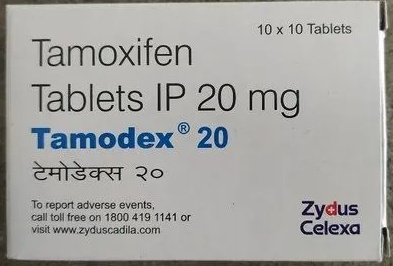 10 x 10 Tablets
Tamoxifen
Tablets IP 20 mg
Tamodex® 20
टेमोडेक्स २०
To report adverse events,
call toll free on 1800 419 1141 or
visit www.zyduscadila.com
Zydus
Celexa